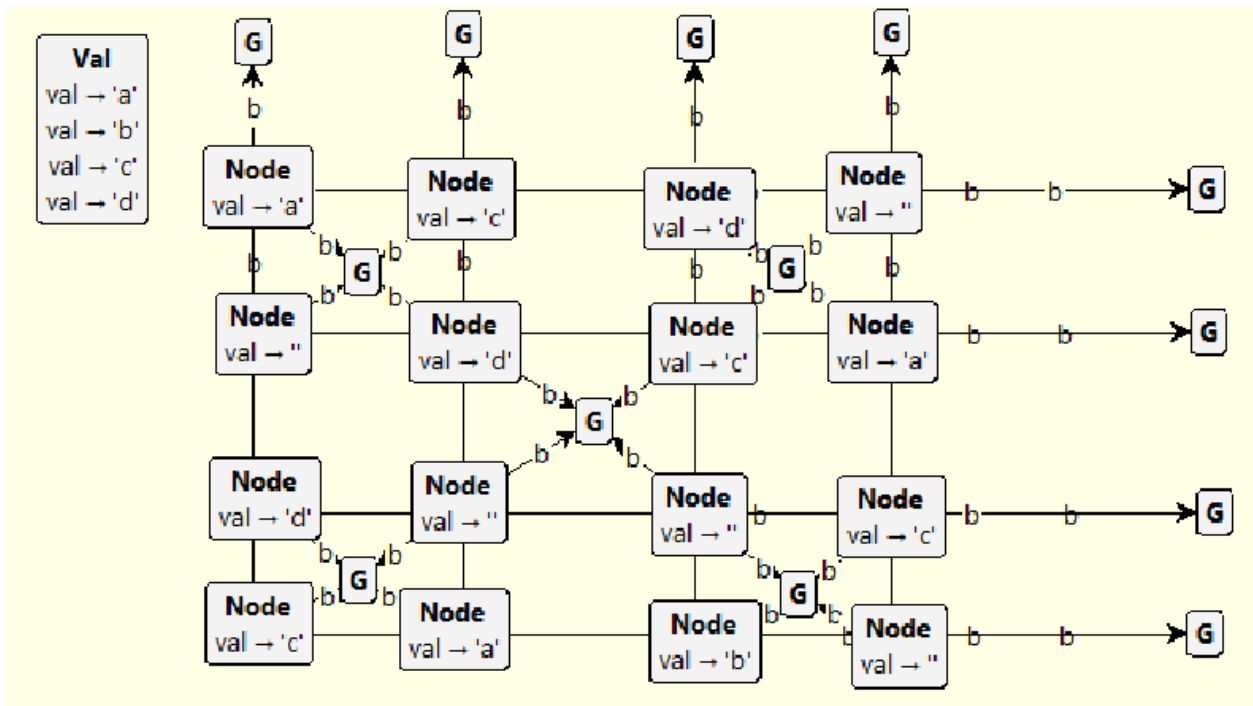 G G G G
Val
val → 'a'
val → 'b'
val → 'c'
val → 'd'
b b b b
Node Node Node Node
val → 'a' val → 'c' val → 'd' val → '' b b G
b b b G b b G b
b b b b b b b
Node Node Node Node
val → '' val → 'd' val → 'c' val → 'a' b b G
b b
G
b b
Node Node Node Node
val → 'd' val → '' val → '' val → 'c' b b b G
b b b b
G G
b b b b
Node Node Node Node
val → 'c' val → 'a' val → 'b' b val → '' b b G